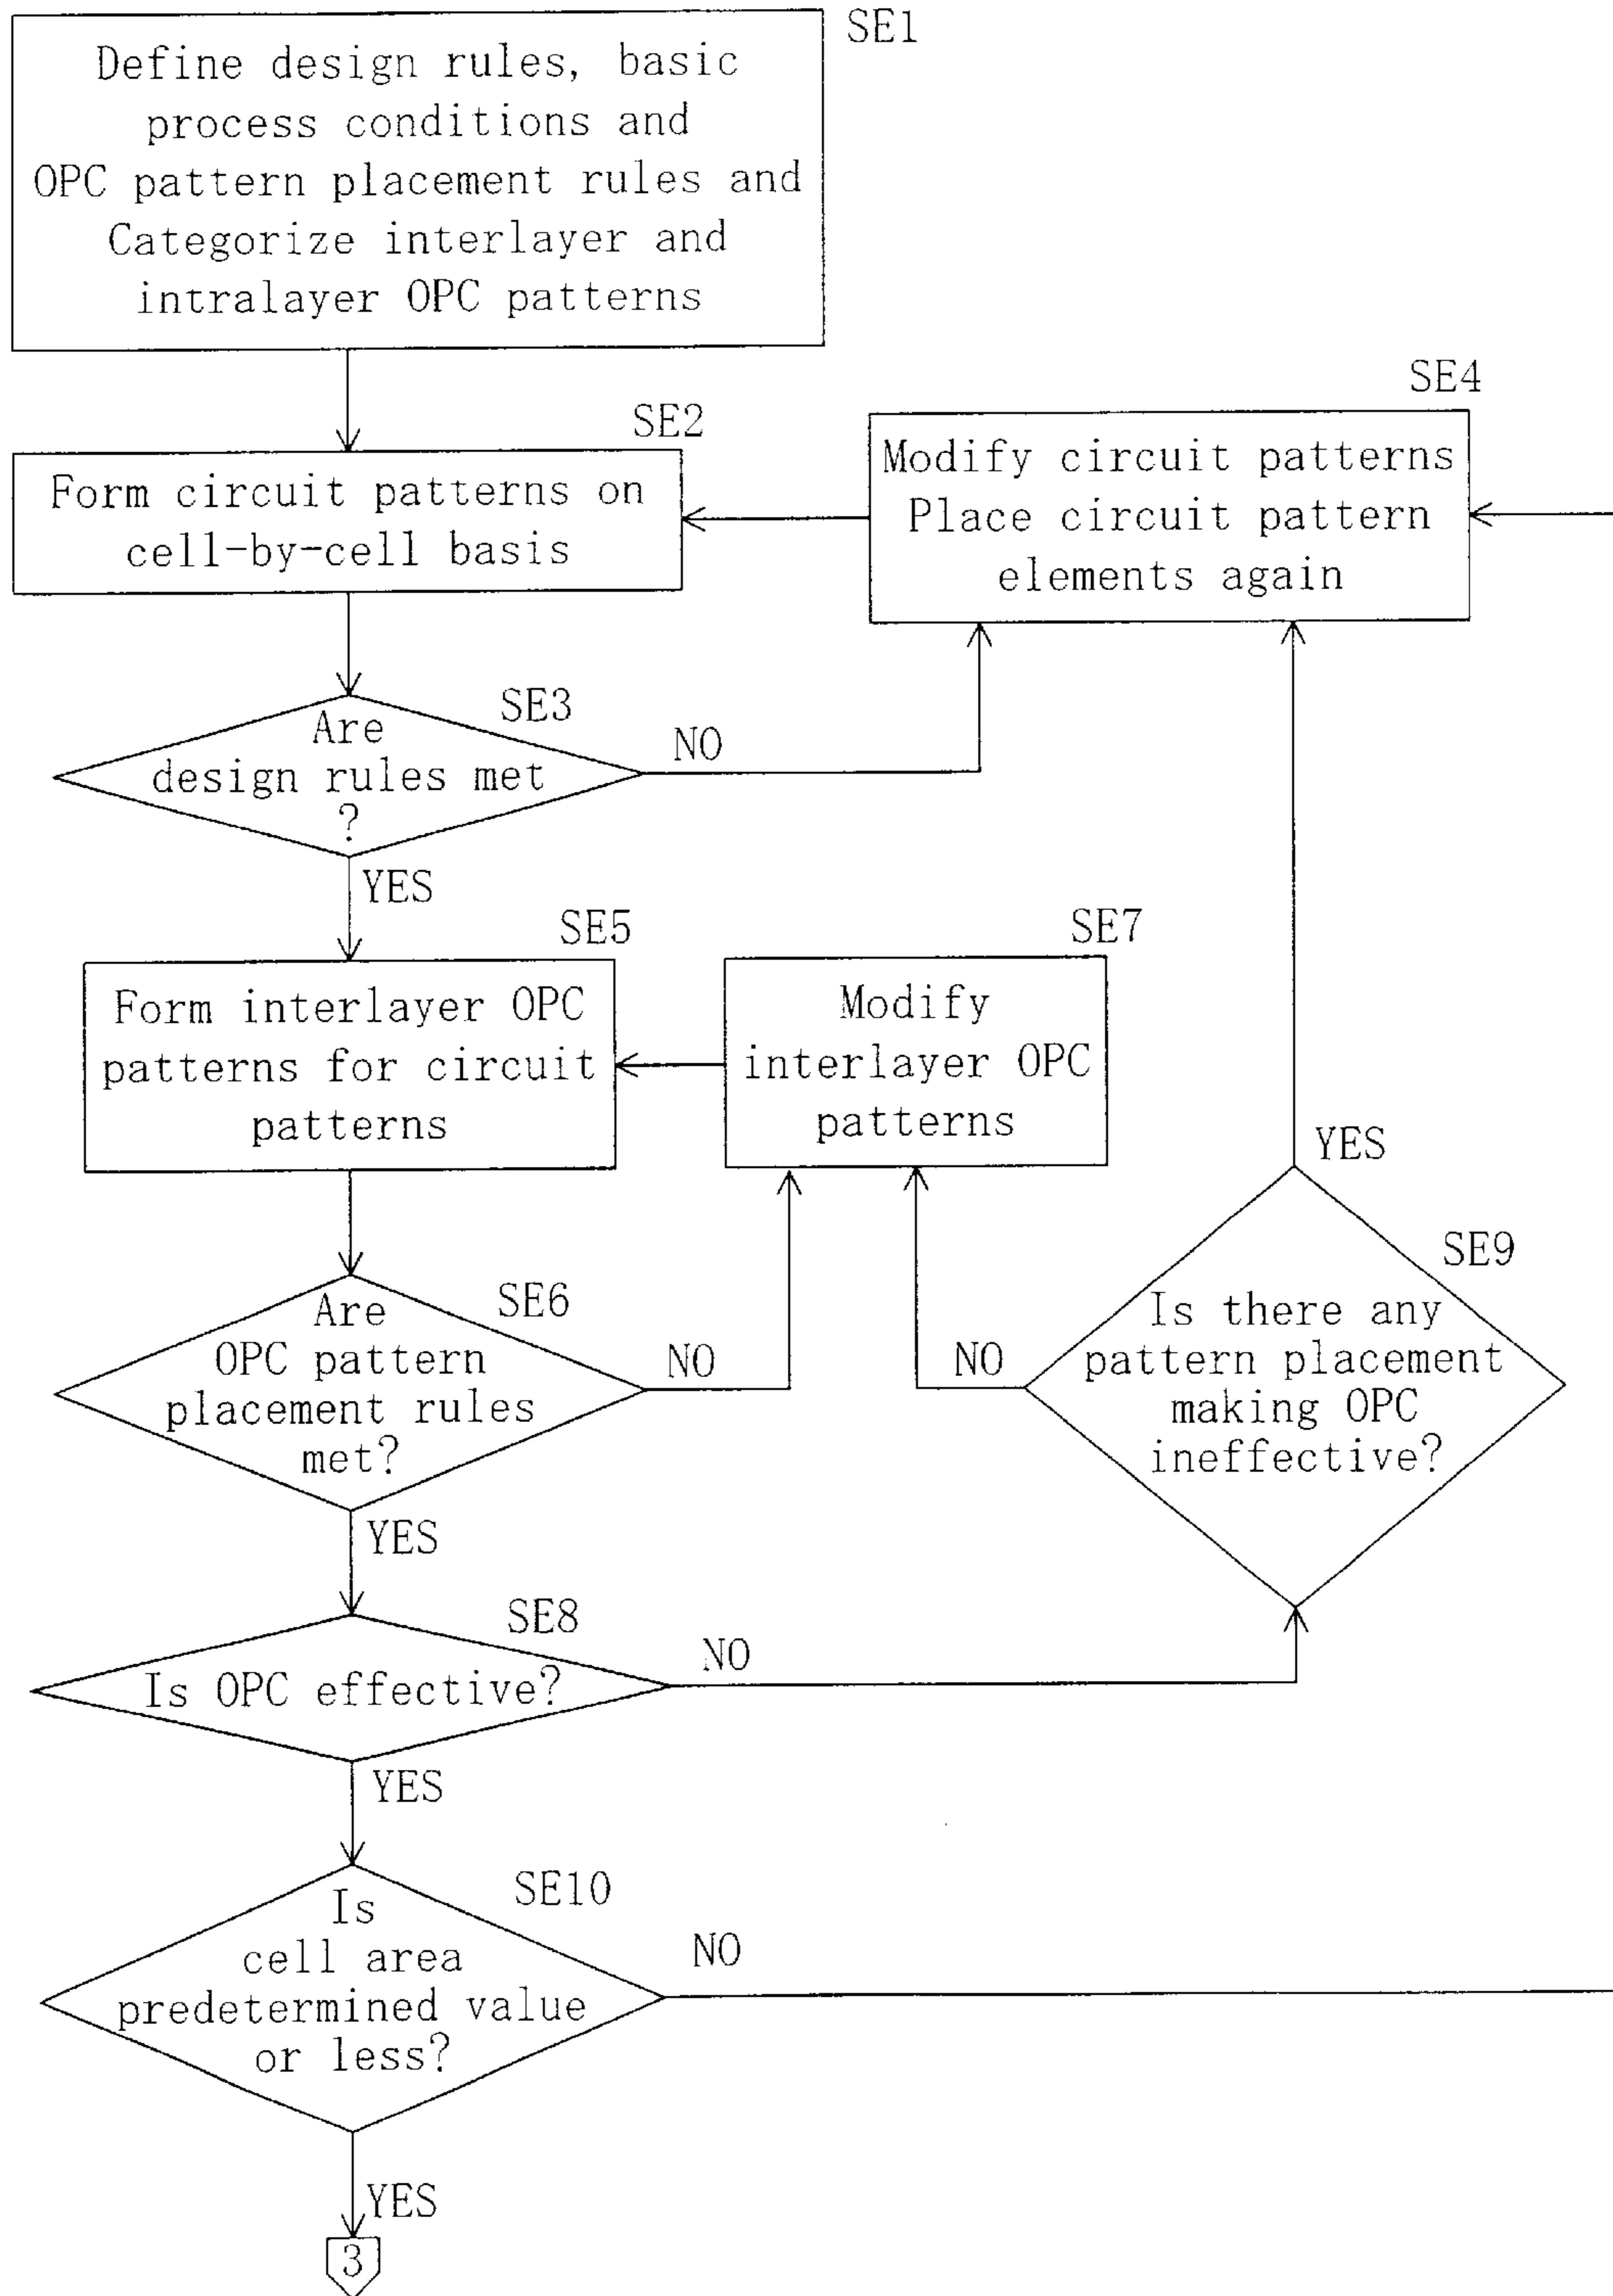 SE1
Define design rules, basic
process conditions and
OPC pattern placement rules and
Categorize interlayer and
intralayer OPC patterns
SE2
Form circuit patterns on
cell-by-cell basis
SE4
Modify circuit patterns
Place circuit pattern
elements again
SE3
Are
design rules met
?
NO
YES
SE5
Form interlayer OPC
patterns for circuit
patterns
SE7
Modify
interlayer OPC
patterns
SE6
Are
OPC pattern
placement rules
met?
NO
YES
SE9
Is there any
pattern placement
making OPC
ineffective?
NO
YES
SE8
Is OPC effective?
NO
YES
SE10
Is
cell area
predetermined value
or less?
NO
YES
3